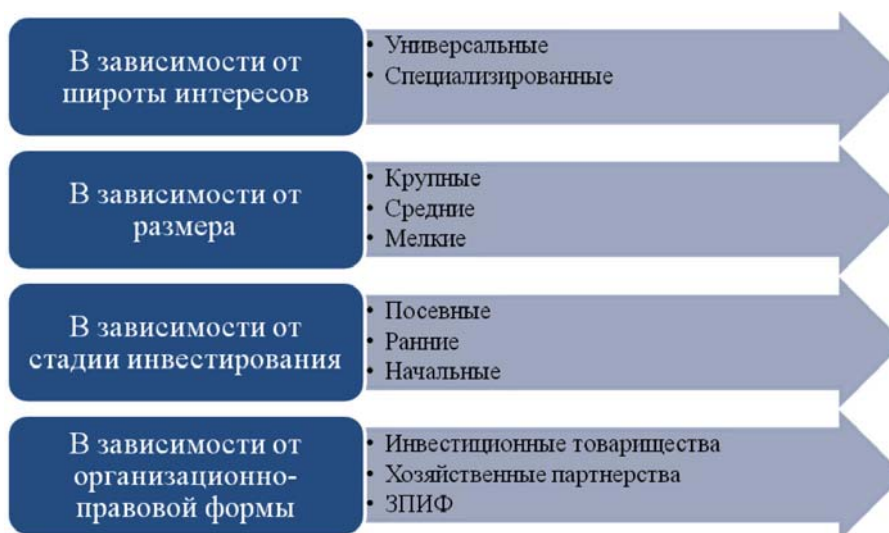 В зависимости от
широты интересов
• Универсальные
• Специализированные
В зависимости от
размера
• Крупные
• Средние
• Мелкие
В зависимости от
стадии инвестирования
• Посевные
• Ранние
• Начальные
В зависимости от
организационно-
правовой формы
• Инвестиционные товарищества
• Хозяйственные партнерства
• ЗПИФ